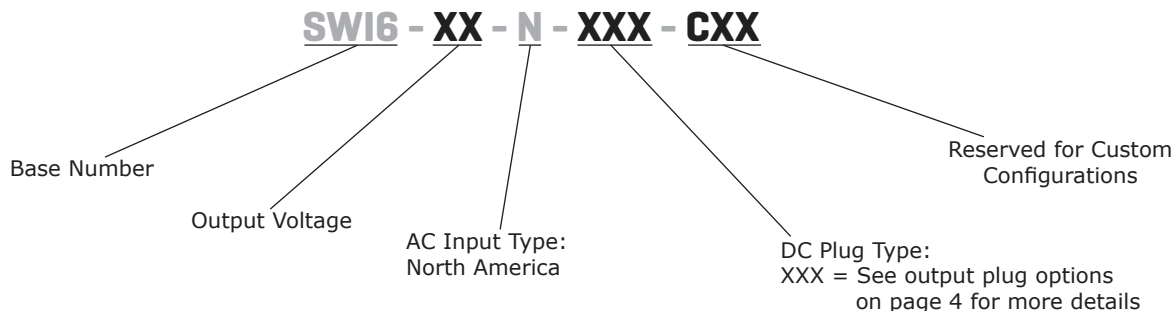 SWI6 - XX - N - XXX - CXX
Base Number
Output Voltage
AC Input Type:
North America
DC Plug Type:
XXX = See output plug options
on page 4 for more details
Reserved for Custom
Configurations